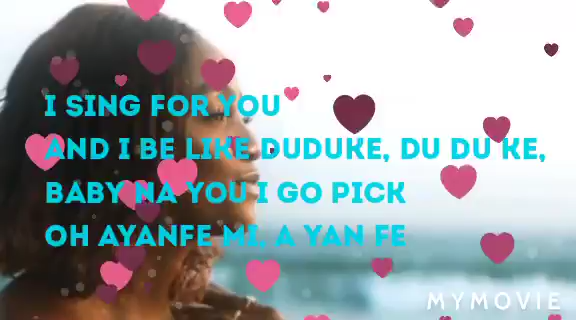 I SING FOR YOU
AND I BE LIKE DUDUKE, DU DU KE,
BABY NA YOU I GO PICK
OH AYANFE MI, A YAN FE
MYMOVIE